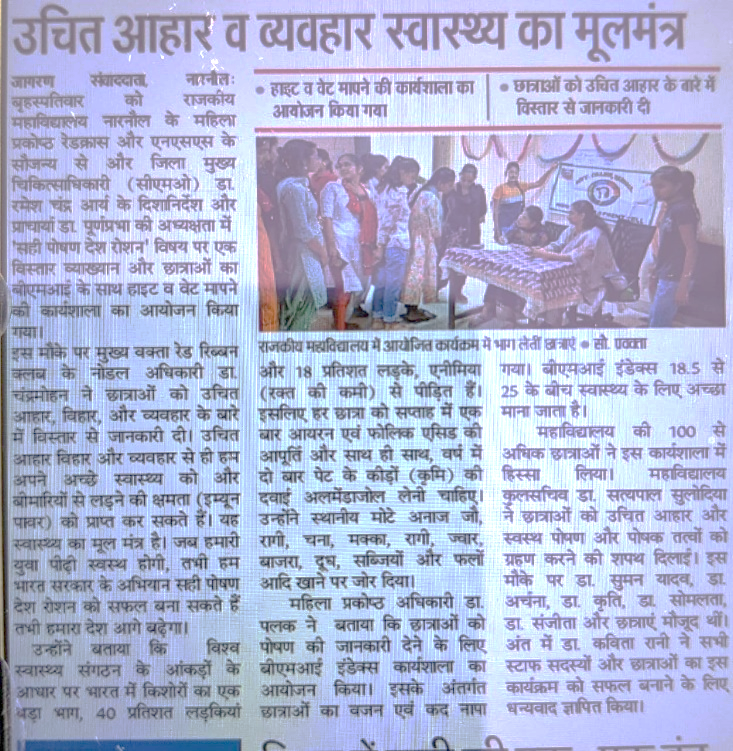 उचित आहार व व्यवहार स्वास्थ्य का मूलमंत्र
जागरण संवाददाता, नारनौल:
बृहस्पतिवार को राजकीय
महाविद्यालय नारनौल के महिला
प्रकोष्ठ रेडक्रास और एनएसएस के
सौजन्य से और जिला मुख्य
चिकित्साधिकारी (सीएमओ) डा.
रमेश चंद्र आर्य के दिशानिर्देश और
प्राचार्या डा. पूर्णप्रभा की अध्यक्षता में
'सही पोषण देश रोशन' विषय पर एक
विस्तार व्याख्यान और छात्राओं का
बीएमआई के साथ हाइट व वेट मापने
की कार्यशाला का आयोजन किया
गया।
इस मौके पर मुख्य वक्ता रेड रिब्बन
क्लब के नोडल अधिकारी डा.
चंद्रमोहन ने छात्राओं को उचित
आहार, विहार, और व्यवहार के बारे
में विस्तार से जानकारी दी। उचित
आहार विहार और व्यवहार से ही हम
अपने अच्छे स्वास्थ्य को और
बीमारियों से लड़ने की क्षमता (इम्यून
पावर) को प्राप्त कर सकते हैं। यह
स्वास्थ्य का मूल मंत्र है। जब हमारी
युवा पीढ़ी स्वस्थ होगी, तभी हम
भारत सरकार के अभियान सही पोषण
देश रोशन को सफल बना सकते हैं
तभी हमारा देश आगे बढ़ेगा।
उन्होंने बताया कि विश्व
स्वास्थ्य संगठन के आंकड़ों के
आधार पर भारत में किशोरों का एक
बड़ा भाग, 40 प्रतिशत लड़कियां
• हाइट व वेट मापने की कार्यशाला का
आयोजन किया गया
• छात्राओं को उचित आहार के बारे में
विस्तार से जानकारी दी
राजकीय महाविद्यालय में आयोजित कार्यक्रम में भाग लेतीं छात्राएं • सौ. प्रवक्ता
और 18 प्रतिशत लड़के, एनीमिया
(रक्त की कमी) से पीड़ित हैं।
इसलिए हर छात्रा को सप्ताह में एक
बार आयरन एवं फोलिक एसिड की
आपूर्ति और साथ ही साथ, वर्ष में
दो बार पेट के कीड़ों (कृमि) की
दवाई अलमेंडाजोल लेनी चाहिए।
उन्होंने स्थानीय मोटे अनाज जौ,
रागी, चना, मक्का, रागी, ज्वार,
बाजरा, दूध, सब्जियों और फलों
आदि खाने पर जोर दिया।
महिला प्रकोष्ठ अधिकारी डा.
पलक ने बताया कि छात्राओं को
पोषण की जानकारी देने के लिए
बीएमआई इंडेक्स कार्यशाला का
आयोजन किया। इसके अंतर्गत
छात्राओं का वजन एवं कद नापा
गया। बीएमआई इंडेक्स 18.5 से
25 के बीच स्वास्थ्य के लिए अच्छा
माना जाता है।
महाविद्यालय की 100 से
अधिक छात्राओं ने इस कार्यशाला में
हिस्सा लिया। महाविद्यालय
कुलसचिव डा. सत्यपाल सुलोदिया
ने छात्राओं को उचित आहार और
स्वस्थ पोषण और पोषक तत्वों को
ग्रहण करने की शपथ दिलाई। इस
मौके पर डा. सुमन यादव, डा.
अर्चना, डा. कृति, डा. सोमलता,
डा. संजीता और छात्राएं मौजूद थीं।
अंत में डा. कविता रानी ने सभी
स्टाफ सदस्यों और छात्राओं का इस
कार्यक्रम को सफल बनाने के लिए
धन्यवाद ज्ञापित किया।